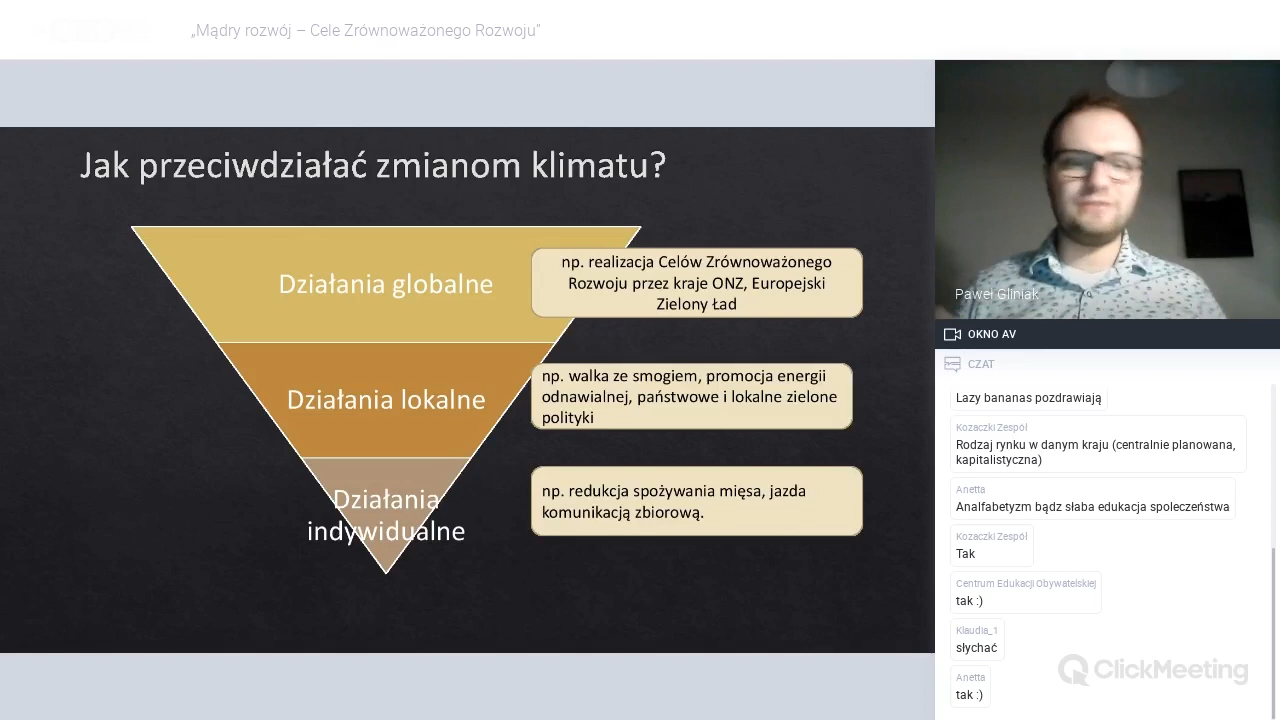 „Mądry rozwój – Cele Zrównoważonego Rozwoju”
Jak przeciwdziałać zmianom klimatu?
Działania globalne
np. realizacja Celów Zrównoważonego
Rozwoju przez kraje ONZ, Europejski
Zielony Ład
Działania lokalne
np. walka ze smogiem, promocja energii
odnawialnej, państwowe i lokalne zielone
polityki
Działania
indywidualne
np. redukcja spożywania mięsa, jazda
komunikacją zbiorową.
Paweł Gliniak
OKNO AV
CZAT
Lazy bananas pozdrawiają
Kozaczki Zespół
Rodzaj rynku w danym kraju (centralnie planowana,
kapitalistyczna)
Anetta
Analfabetyzm bądz słaba edukacja spoleczeństwa
Kozaczki Zespół
Tak
Centrum Edukacji Obywatelskiej
tak :)
Klaudia_1
słychać
Anetta
tak :)
ClickMeeting